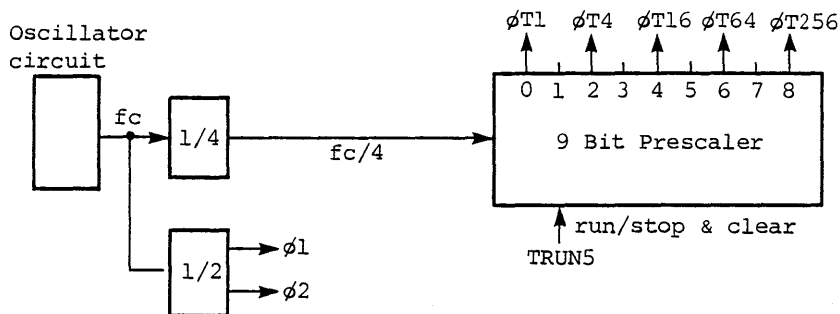 øT1 øT4 øT16 øT64 øT256
Oscillator
circuit
0 1 2 3 4 5 6 7 8
fc
1/4
fc/4
9 Bit Prescaler
run/stop & clear
TRUN5
1/2
ø1
ø2